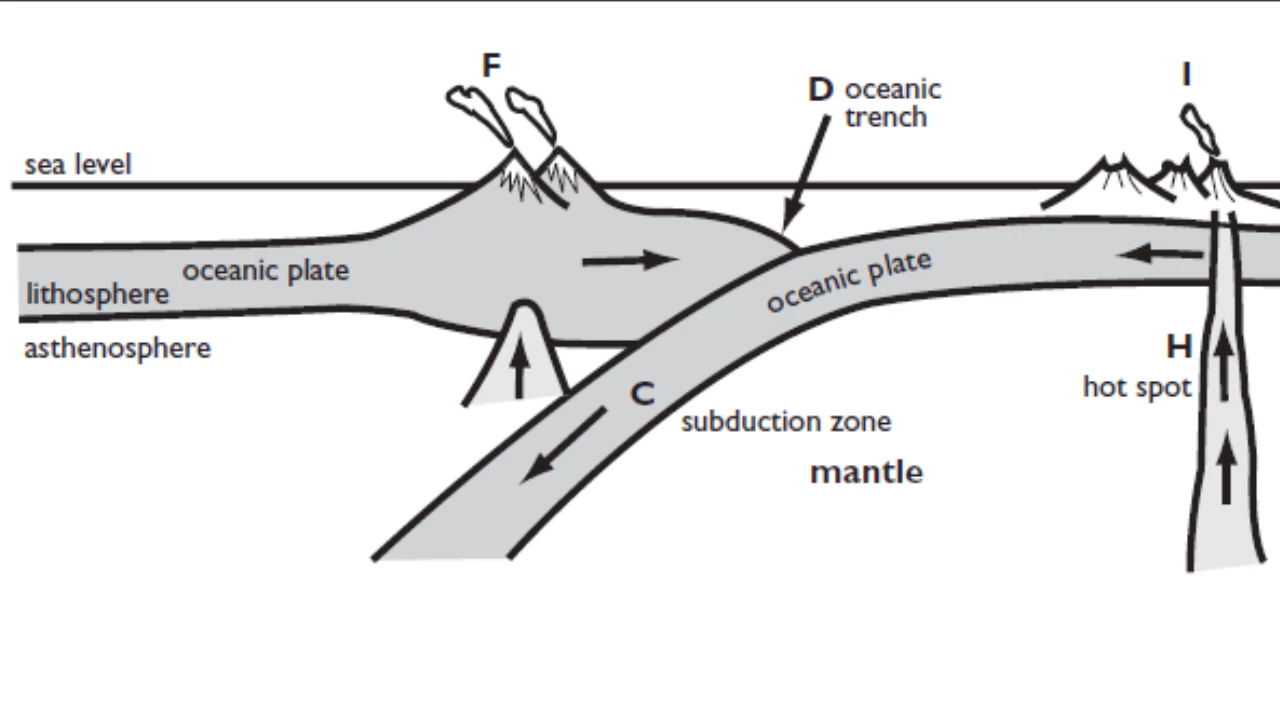 F
I
D oceanic
trench
sea level
oceanic plate
oceanic plate
lithosphere
asthenosphere
H
hot spot
C
subduction zone
mantle